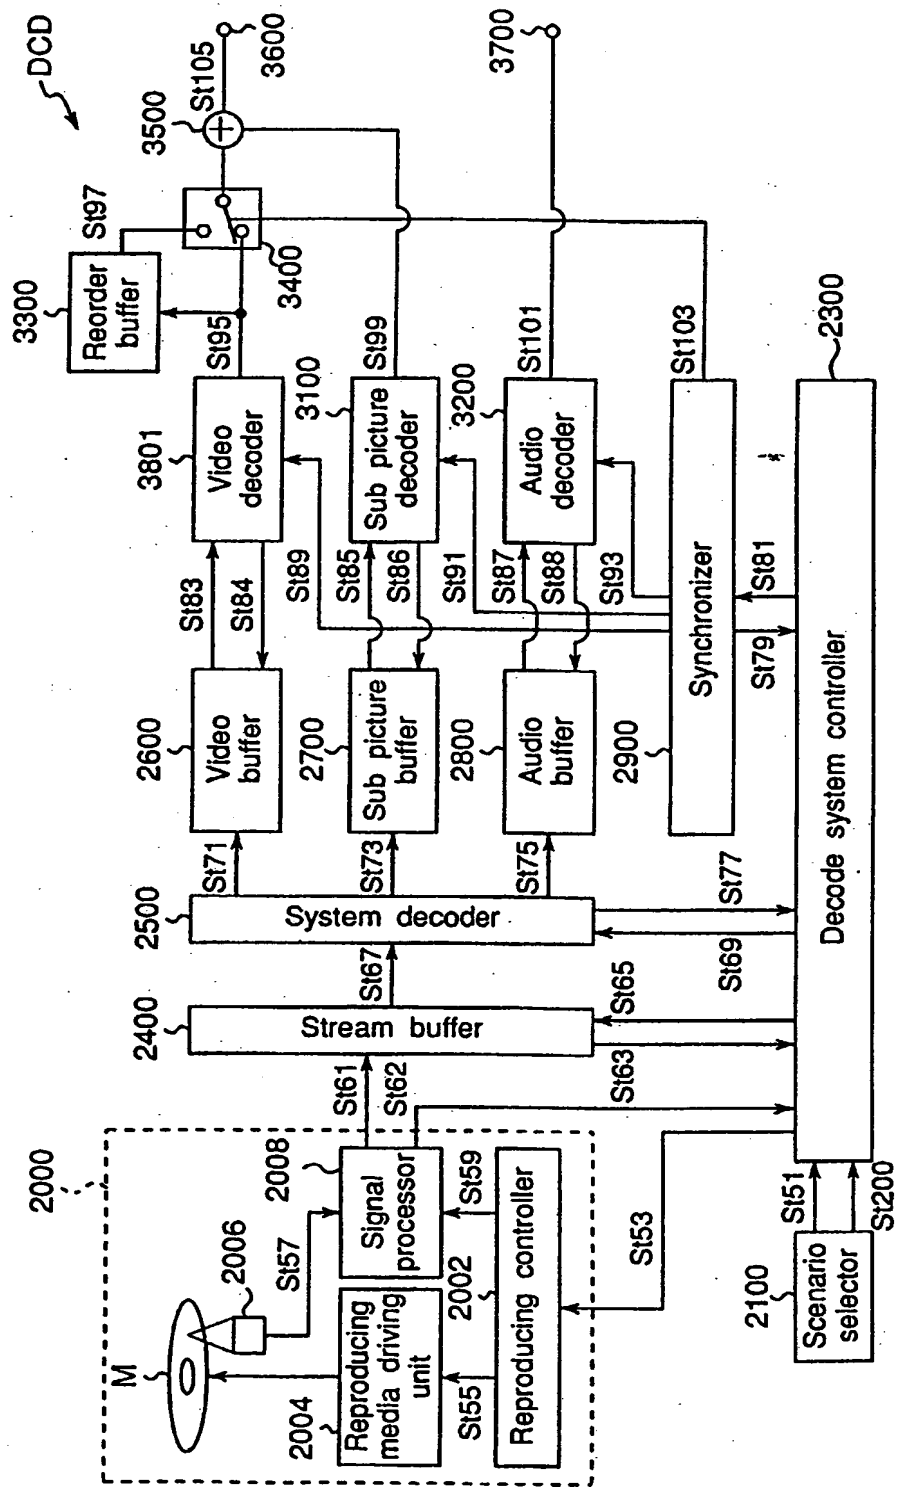 DCD
2000
M
2006
St57
2004
Reproducing
media driving
unit
2008
Signal
processor
2002
St55
St59
Reproducing controller
St53
2100
Scenario
selector
St51
St200
St61
St62
St63
2400
Stream buffer
St65
St67
2500
System decoder
St69
St77
St71
St73
St75
2600
Video
buffer
2700
Sub picture
buffer
2800
Audio
buffer
2900
Synchronizer
St79
St81
St83
St84
St89
St85
St86
St91
St87
St88
St93
3801
Video
decoder
3100
Sub picture
decoder
3200
Audio
decoder
St95
St99
St101
St103
2300
Decode system controller
3300
Reorder
buffer
St97
3400
3500
St105
3600
3700